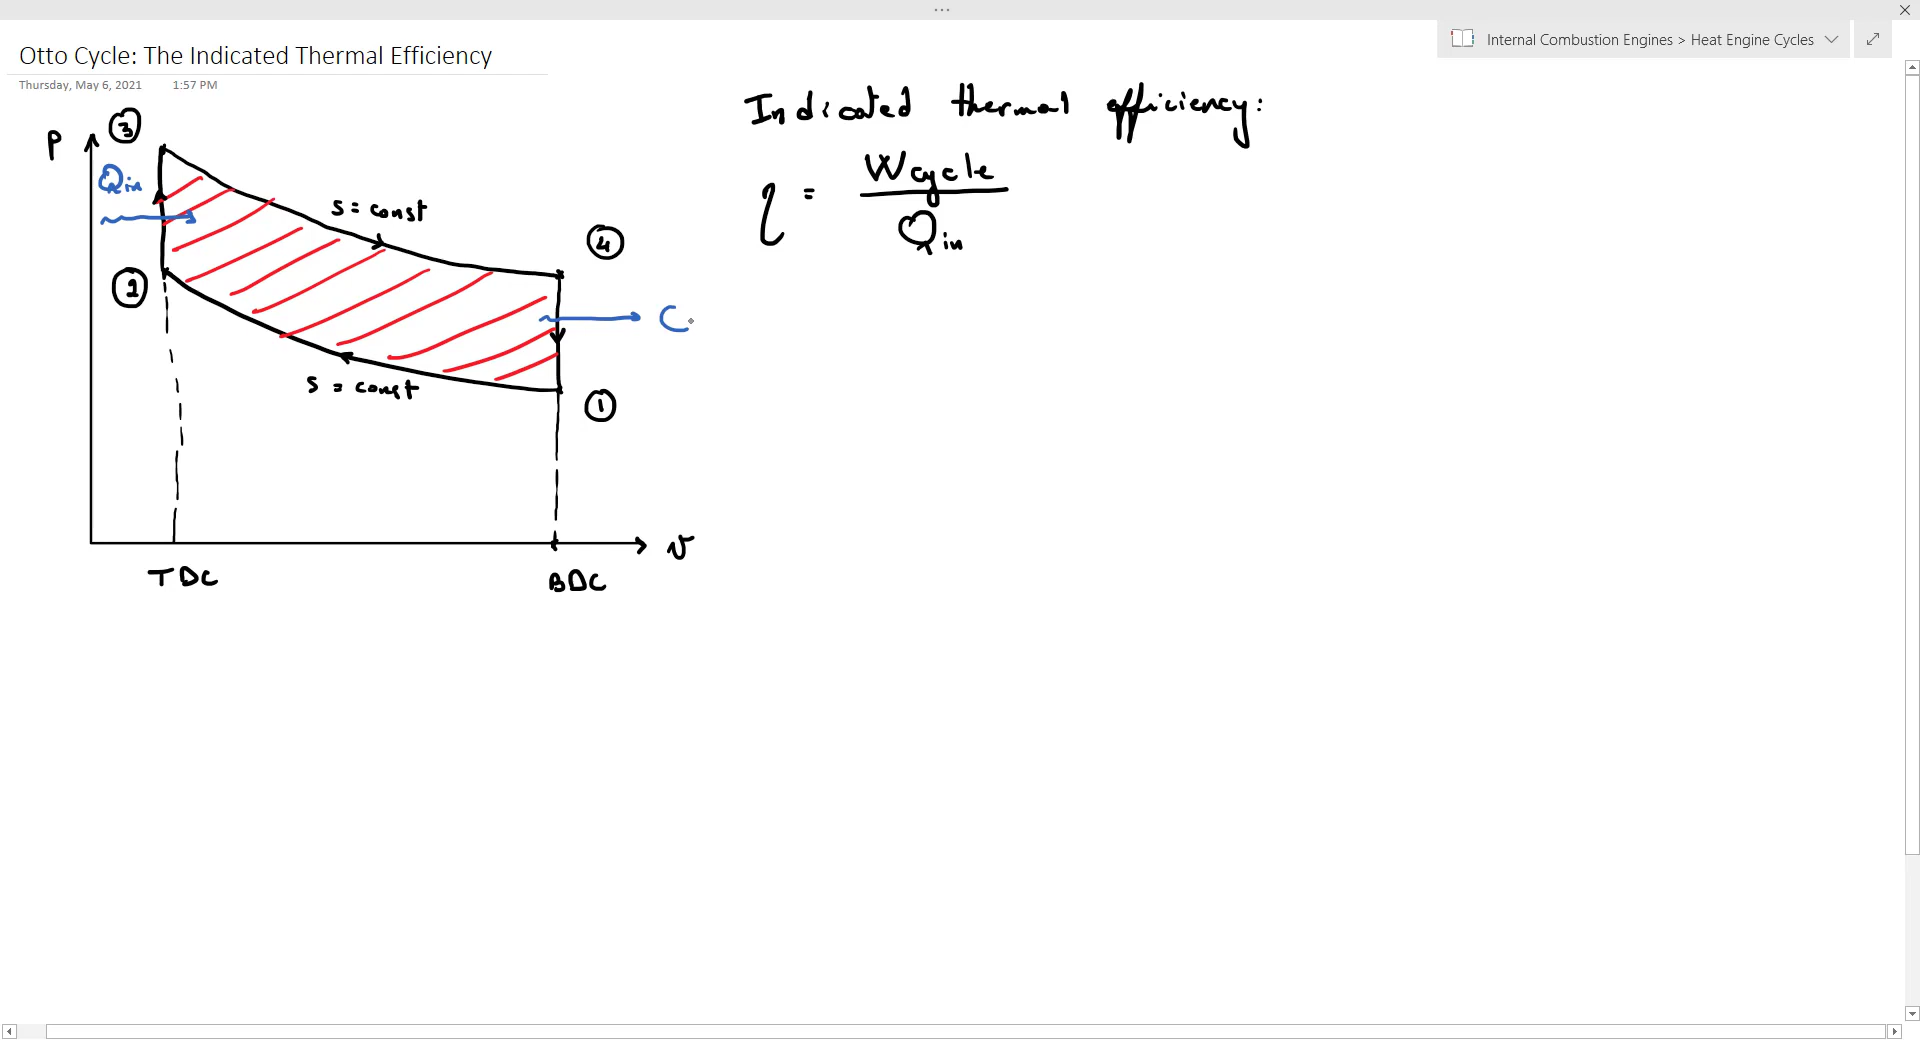 Otto Cycle: The Indicated Thermal Efficiency
Thursday, May 6, 2021 1:57 PM
Internal Combustion Engines > Heat Engine Cycles
Indicated thermal efficiency:
η = Wcycle / Qin
P
3
Qin
s = const
4
2
C
s = const
1
v
TDC
BDC